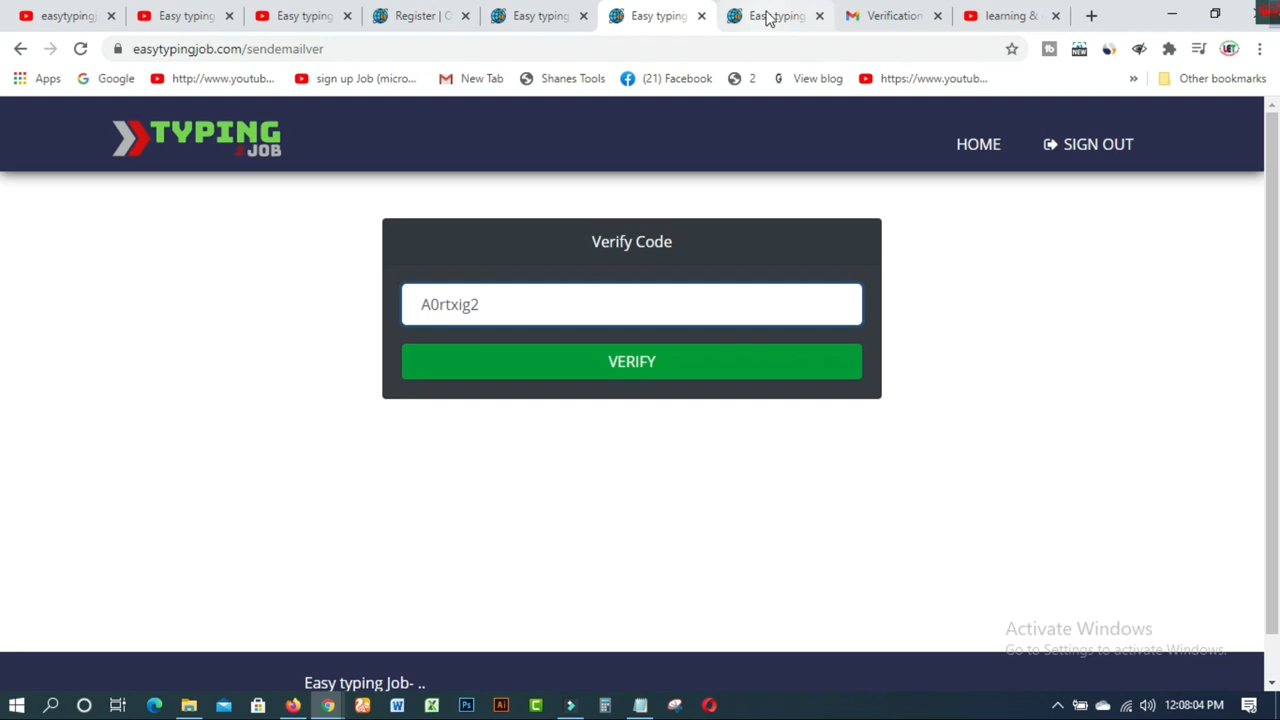 easytypingj
Easy typing
Easy typing
Register | O
Easy typing
Easy typing
Easy typing
Verification
learning &
easytypingjob.com/sendemailver
Apps
Google
http://www.youtub...
sign up Job (micro...
New Tab
Shanes Tools
(21) Facebook
2
View blog
https://www.youtub...
»
Other bookmarks
TYPING
JOB
HOME
SIGN OUT
Verify Code
A0rtxig2
VERIFY
Activate Windows
Go to Settings to activate Windows.
Easy typing Job- ..
12:08:04 PM